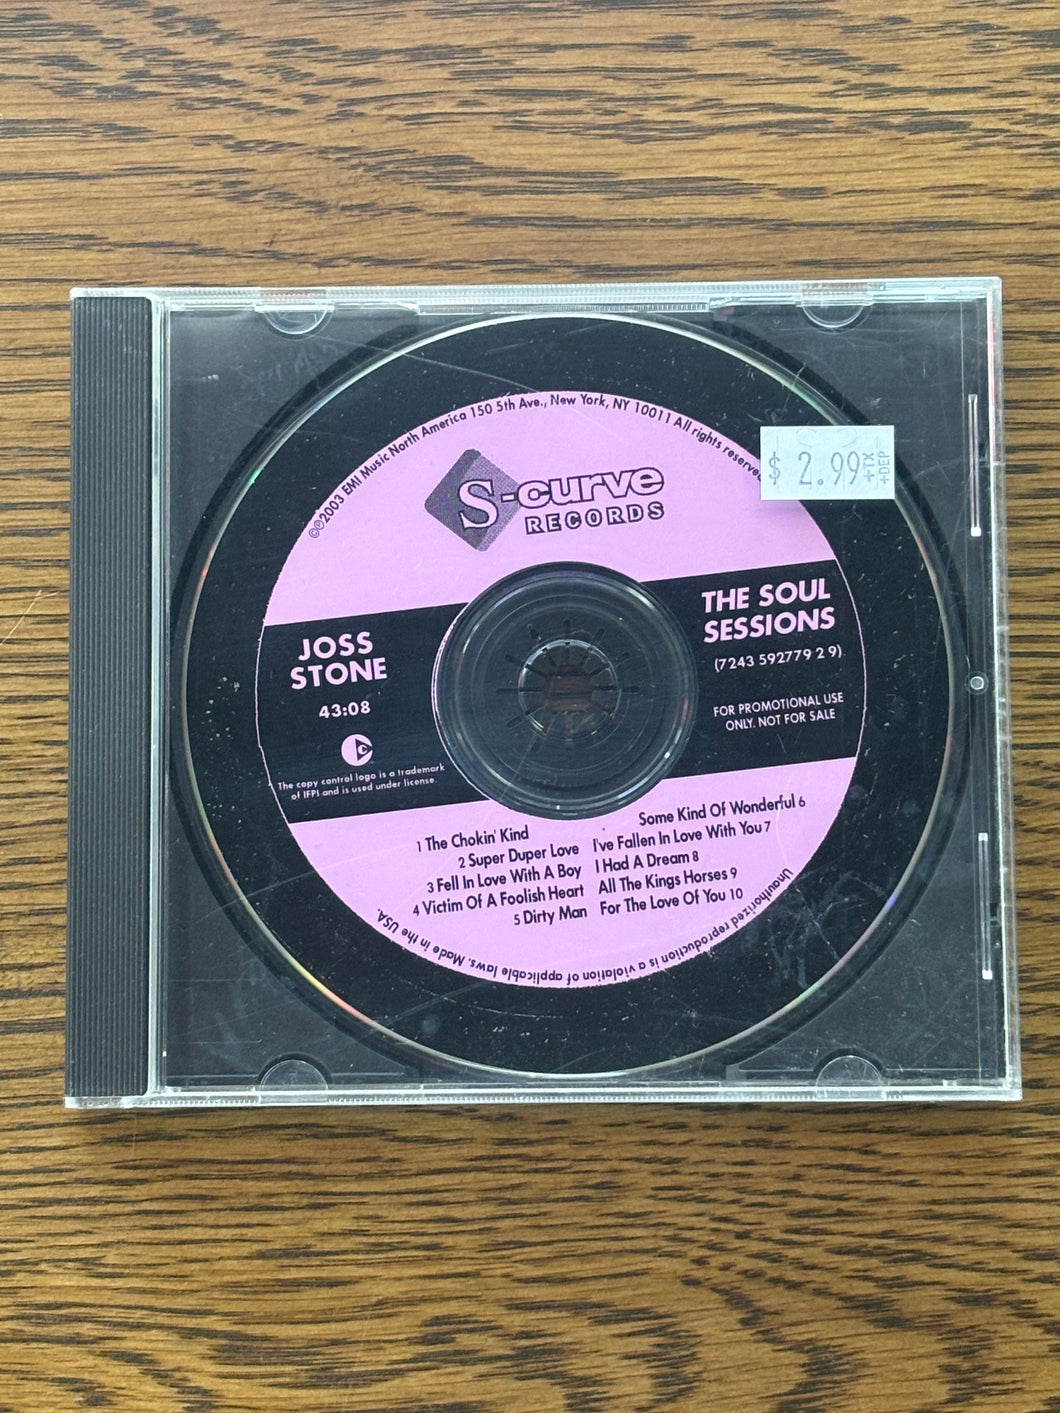 ℗©2003 EMI Music North America 150 5th Ave., New York, NY 10011 All rights reserved
S-curve
RECORDS
$ 2.99 +TX
+DEP
JOSS
STONE
43:08
C
The copy control logo is a trademark
of IFPI and is used under license.
THE SOUL
SESSIONS
(7243 592779 2 9)
FOR PROMOTIONAL USE
ONLY. NOT FOR SALE
1 The Chokin' Kind
2 Super Duper Love
3 Fell In Love With A Boy
4 Victim Of A Foolish Heart
5 Dirty Man
Some Kind Of Wonderful 6
I've Fallen In Love With You 7
I Had A Dream 8
All The Kings Horses 9
For The Love Of You 10
Unauthorized reproduction is a violation of applicable laws. Made in the USA.